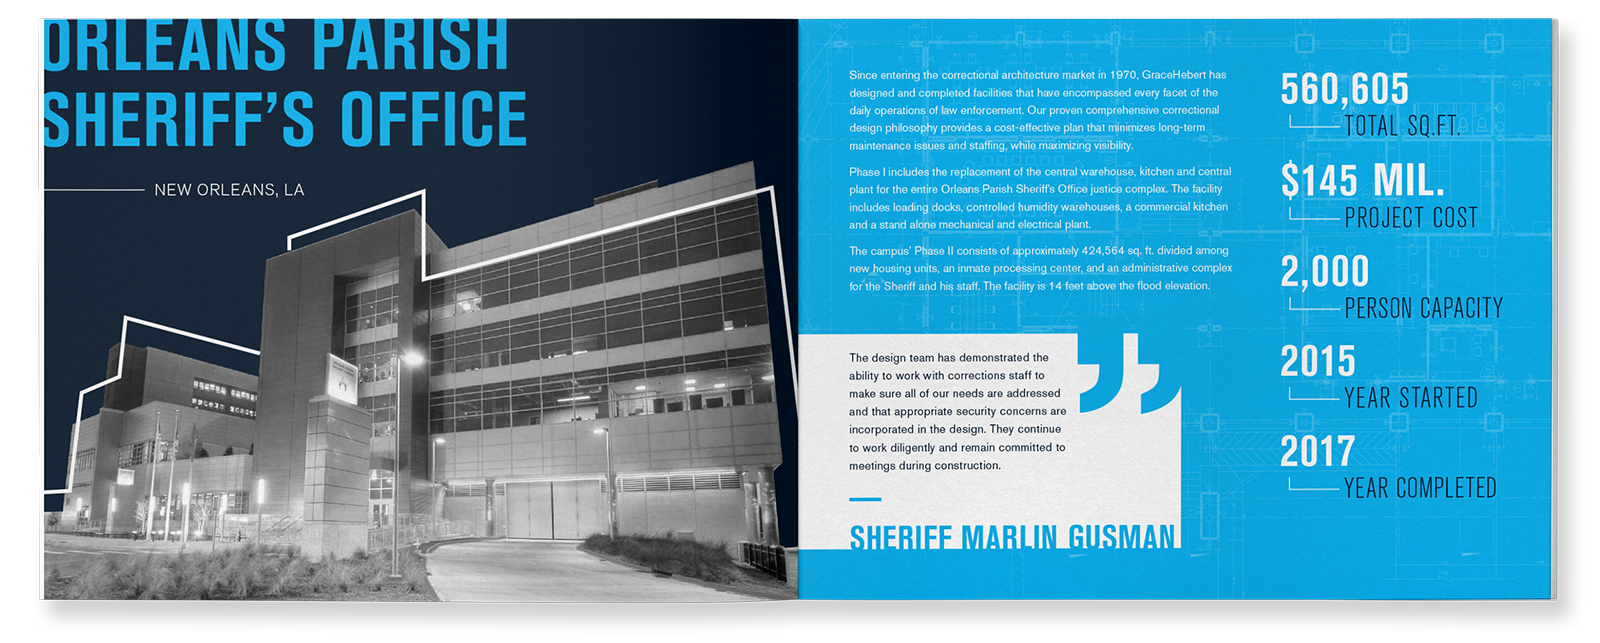 ORLEANS PARISH
SHERIFF'S OFFICE
NEW ORLEANS, LA
Since entering the correctional architecture market in 1970, GraceHebert has
designed and completed facilities that have encompassed every facet of the
daily operations of law enforcement. Our proven comprehensive correctional
design philosophy provides a cost-effective plan that minimizes long-term
maintenance issues and staffing, while maximizing visibility.
Phase I includes the replacement of the central warehouse, kitchen and central
plant for the entire Orleans Parish Sheriff's Office justice complex. The facility
includes loading docks, controlled humidity warehouses, a commercial kitchen
and a stand alone mechanical and electrical plant.
The campus' Phase II consists of approximately 424,564 sq. ft. divided among
new housing units, an inmate processing center, and an administrative complex
for the Sheriff and his staff. The facility is 14 feet above the flood elevation.
The design team has demonstrated the
ability to work with corrections staff to
make sure all of our needs are addressed
and that appropriate security concerns are
incorporated in the design. They continue
to work diligently and remain committed to
meetings during construction.
”
SHERIFF MARLIN GUSMAN
560,605
TOTAL SQ.FT.
$145 MIL.
PROJECT COST
2,000
PERSON CAPACITY
2015
YEAR STARTED
2017
YEAR COMPLETED